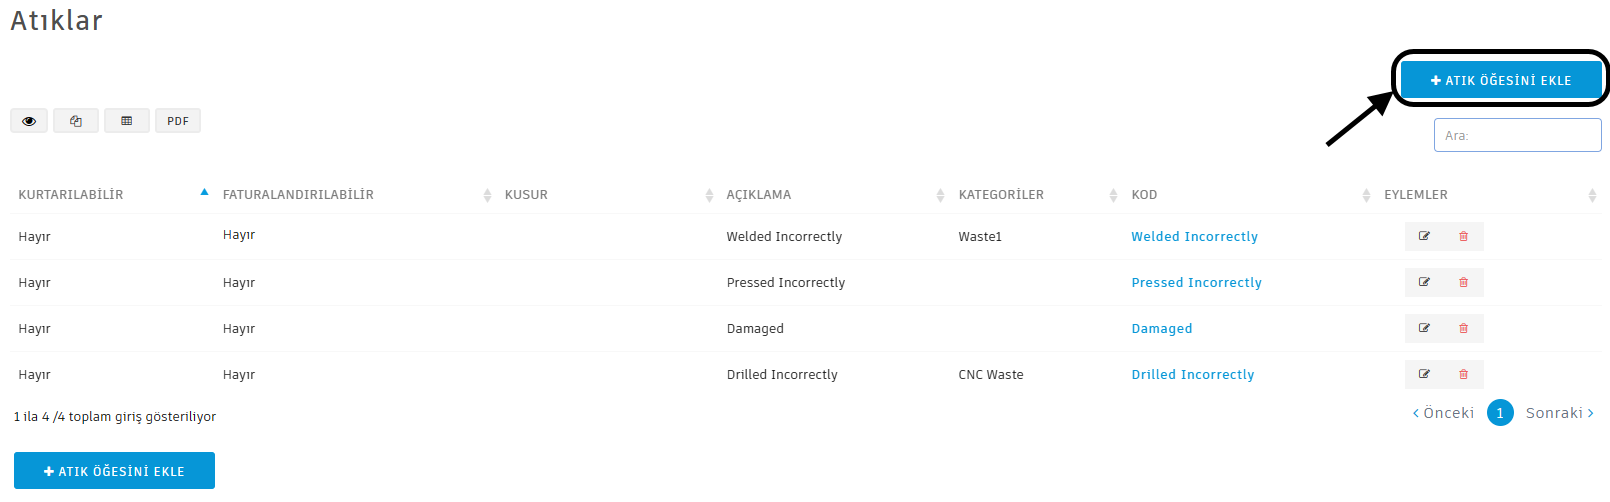 Atıklar
ATIK ÖĞESİNİ EKLE
PDF
Ara:
KURTARILABİLİR FATURALANDIRILABİLİR KUSUR AÇIKLAMA KATEGORİLER KOD EYLEMLER
Hayır Hayır Welded Incorrectly Waste1 Welded Incorrectly
Hayır Hayır Pressed Incorrectly Pressed Incorrectly
Hayır Hayır Damaged Damaged
Hayır Hayır Drilled Incorrectly CNC Waste Drilled Incorrectly
1 ila 4 /4 toplam giriş gösteriliyor
Önceki 1 Sonraki
ATIK ÖĞESİNİ EKLE